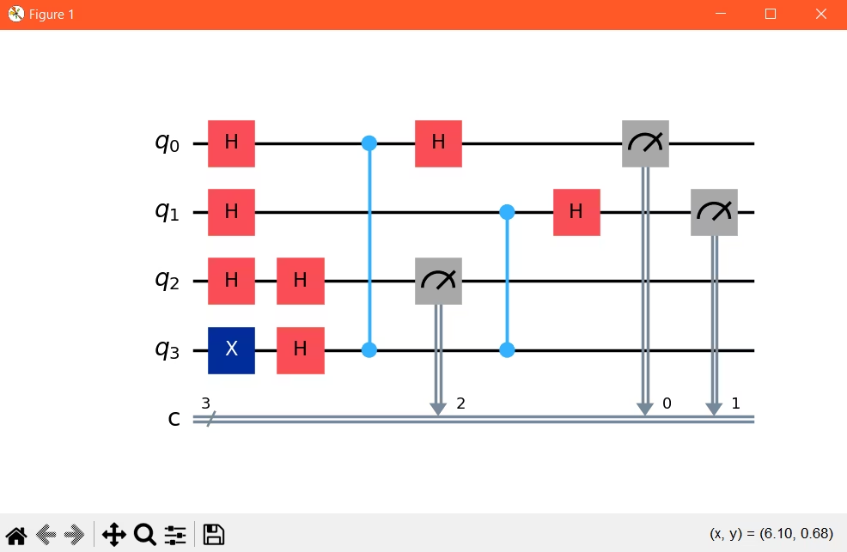 Figure 1
q0 H H
q1 H H
q2 H H
q3 X H
c 3 2 0 1
(x, y) = (6.10, 0.68)